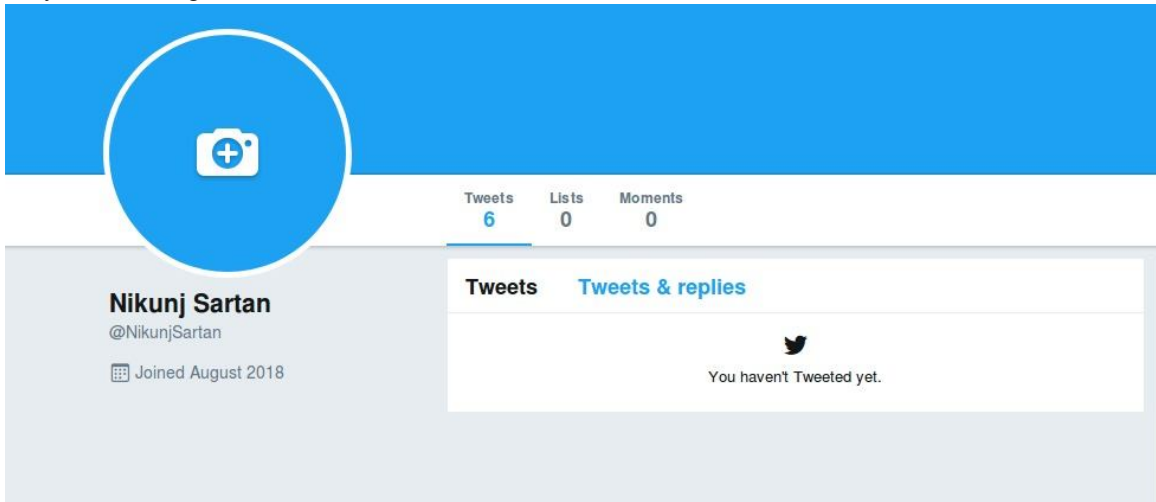 Tweets Lists Moments
6 0 0
Tweets Tweets & replies
Nikunj Sartan
@NikunjSartan
Joined August 2018
You haven't Tweeted yet.